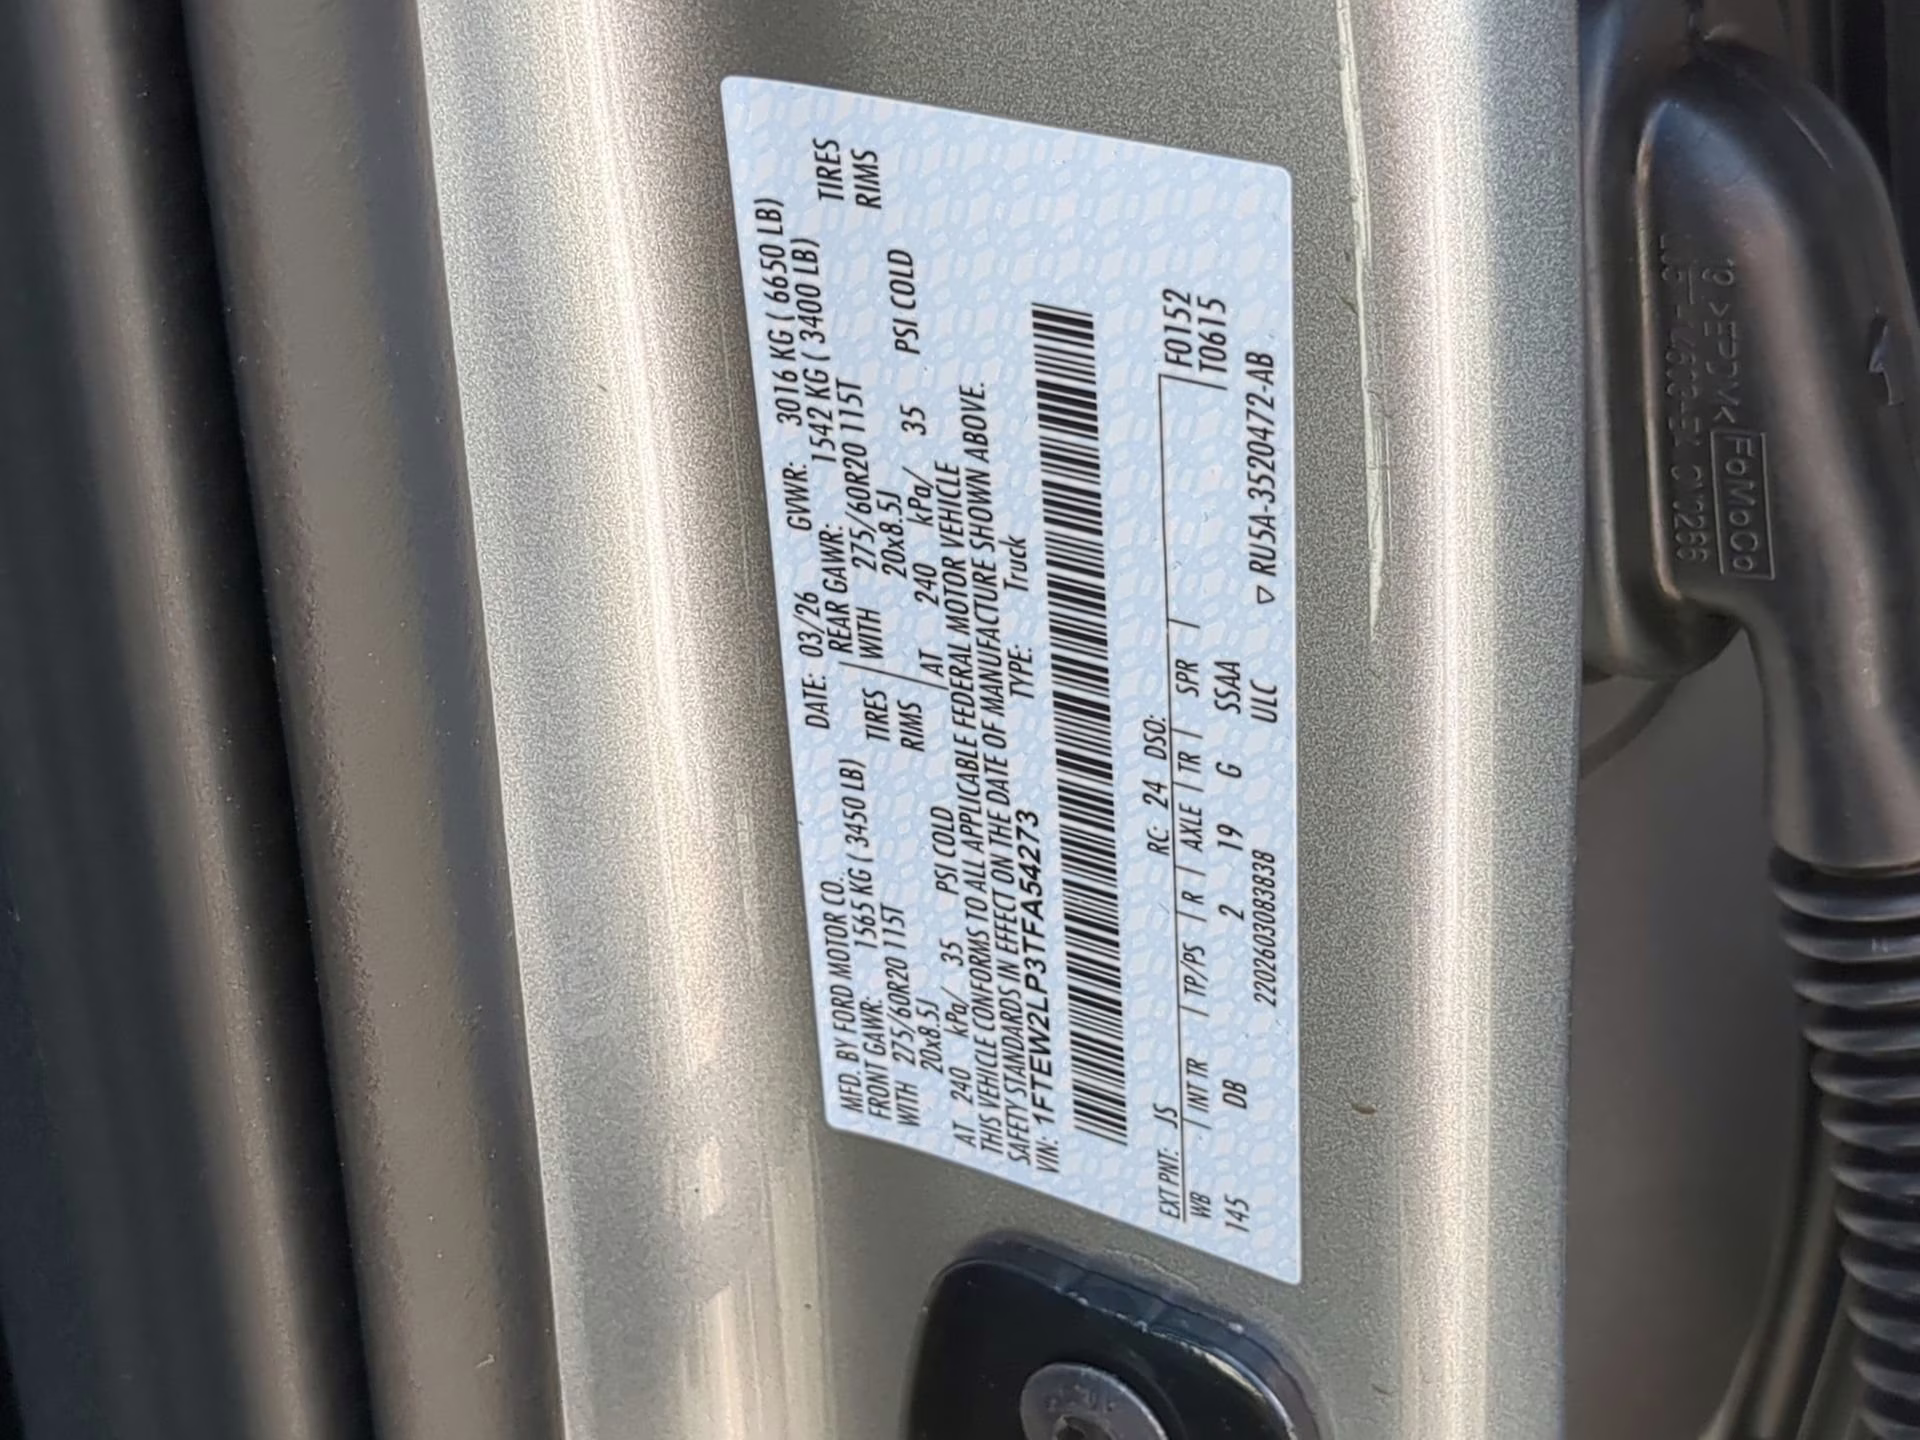 MFD. BY FORD MOTOR CO. DATE: 03/26 GVWR: 3016 KG ( 6650 LB)
FRONT GAWR: 1565 KG ( 3450 LB) REAR GAWR: 1542 KG ( 3400 LB)
WITH 275/60R20 115T TIRES WITH 275/60R20 115T TIRES
20x8.5J RIMS 20x8.5J RIMS
AT 240 kPa/ 35 PSI COLD AT 240 kPa/ 35 PSI COLD
THIS VEHICLE CONFORMS TO ALL APPLICABLE FEDERAL MOTOR VEHICLE
SAFETY STANDARDS IN EFFECT ON THE DATE OF MANUFACTURE SHOWN ABOVE.
VIN: 1FTEW2LP3TFA54273 TYPE: Truck
EXT PNT: JS RC: 24 DSO: F0152
WB | INT TR | TP/PS | R | AXLE | TR | SPR | T0615
145 DB 2 19 G SSAA
2202603083838 ULC ▽ RU5A-3520472-AB
10 >EPDM<
FoMoCo